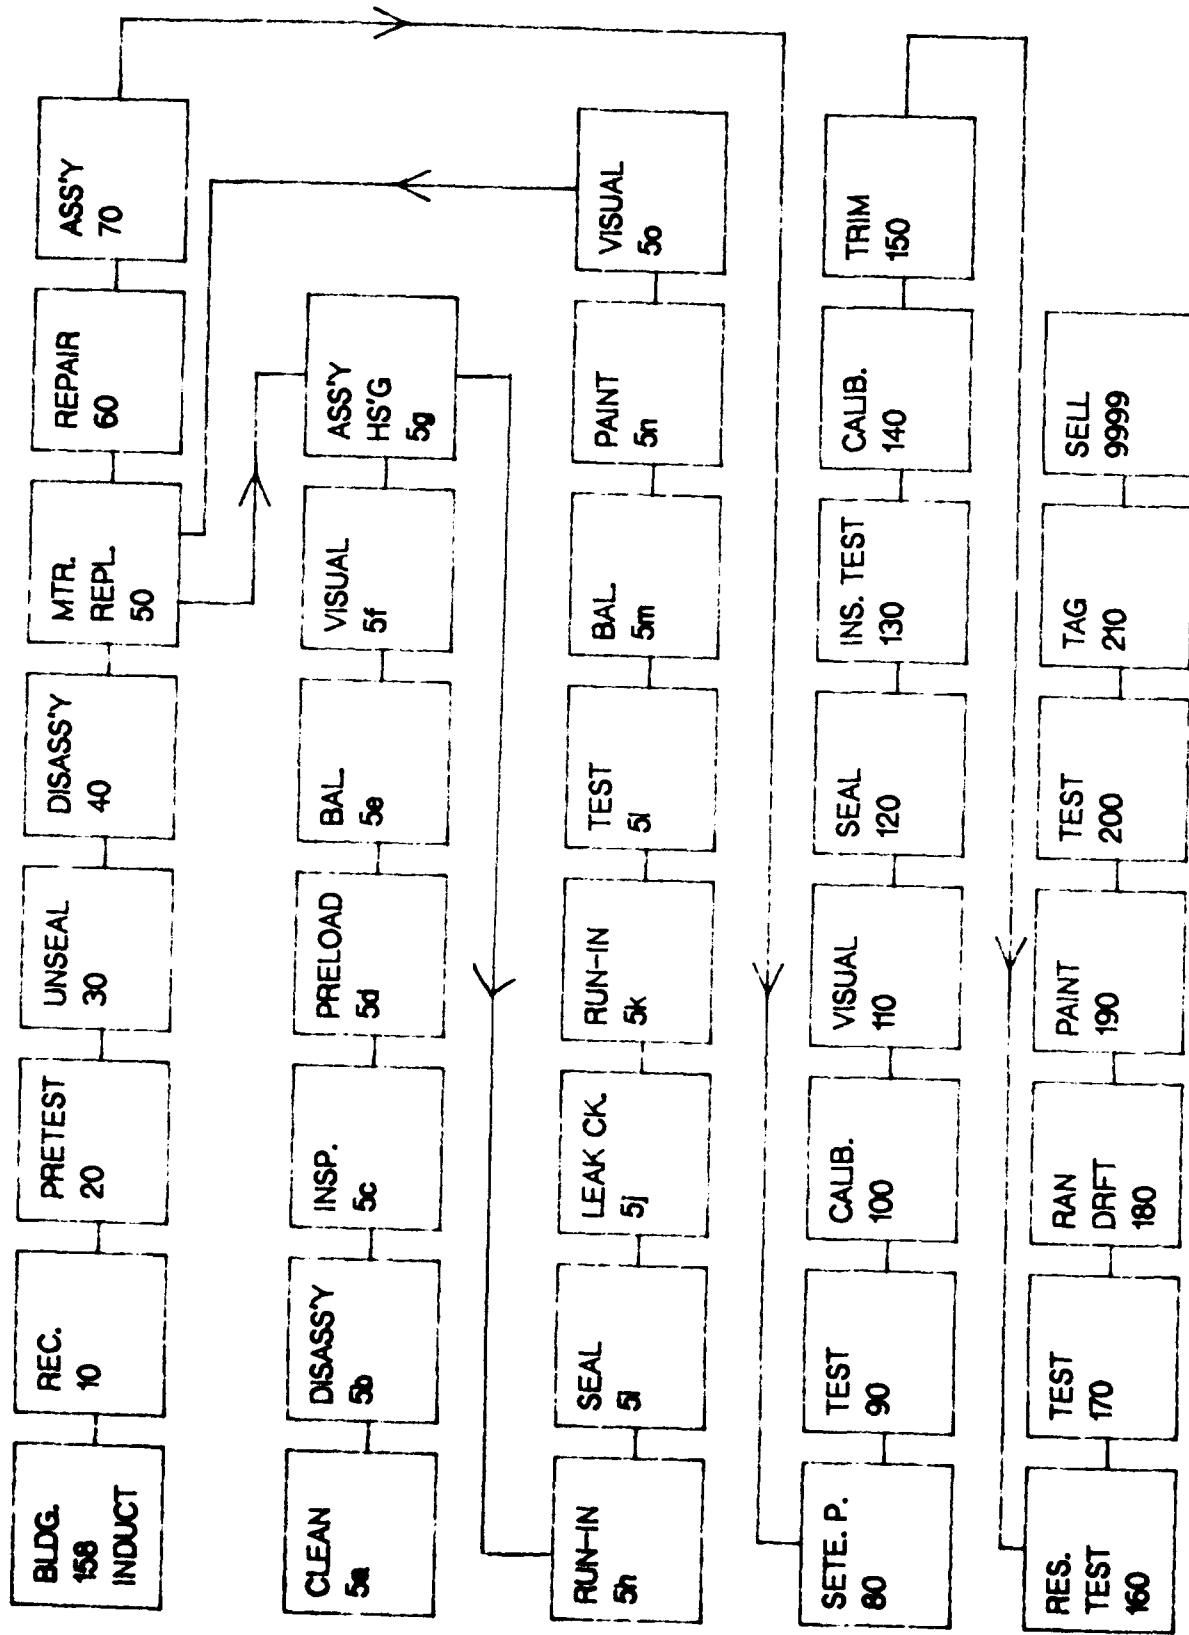 BLDG.
158
INDUCT
REC.
10
PRETEST
20
UNSEAL
30
DISASS'Y
40
MTR.
REPL.
50
REPAIR
60
ASS'Y
70
CLEAN
5a
DISASS'Y
5b
INSP.
5c
PRELOAD
5d
BAL.
5e
VISUAL
5f
ASS'Y
HS'G
5g
RUN-IN
5h
SEAL
5i
LEAK CK.
5j
RUN-IN
5k
TEST
5l
BAL.
5m
PAINT
5n
VISUAL
5o
SETE. P.
80
TEST
90
CALIB.
100
VISUAL
110
SEAL
120
INS. TEST
130
CALIB.
140
TRIM
150
RES.
TEST
160
TEST
170
RAN
DRFT
180
PAINT
190
TEST
200
TAG
210
SELL
9999